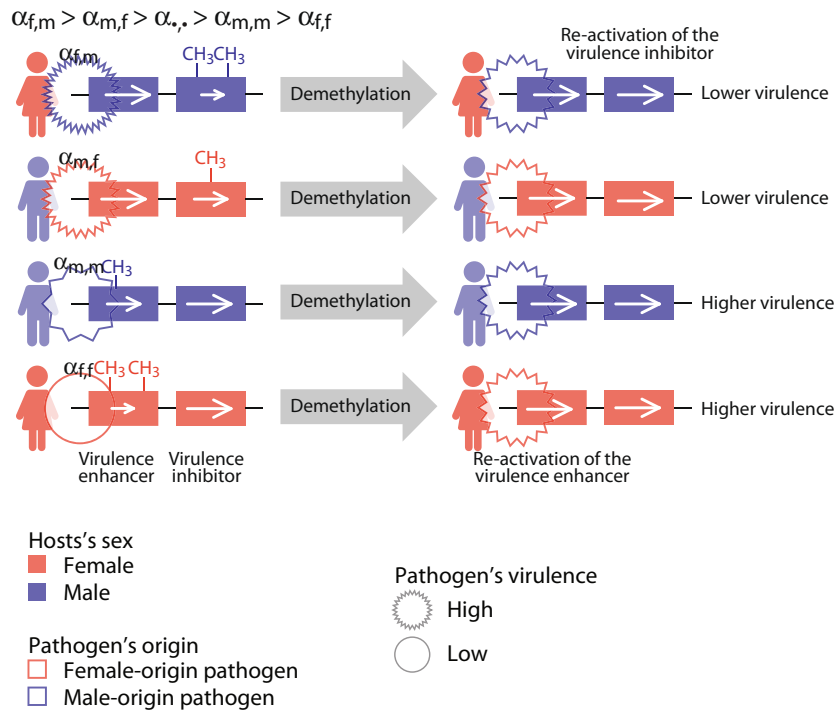 αf,m > αm,f > α•,• > αm,m > αf,f
Re-activation of the
virulence inhibitor
αf,m
CH3 CH3
Demethylation
Lower virulence
αm,f
CH3
Demethylation
Lower virulence
αm,m
CH3
Demethylation
Higher virulence
αf,f
CH3 CH3
Demethylation
Higher virulence
Virulence
enhancer
Virulence
inhibitor
Re-activation of the
virulence enhancer
Hosts's sex
Female
Male
Pathogen's origin
Female-origin pathogen
Male-origin pathogen
Pathogen's virulence
High
Low